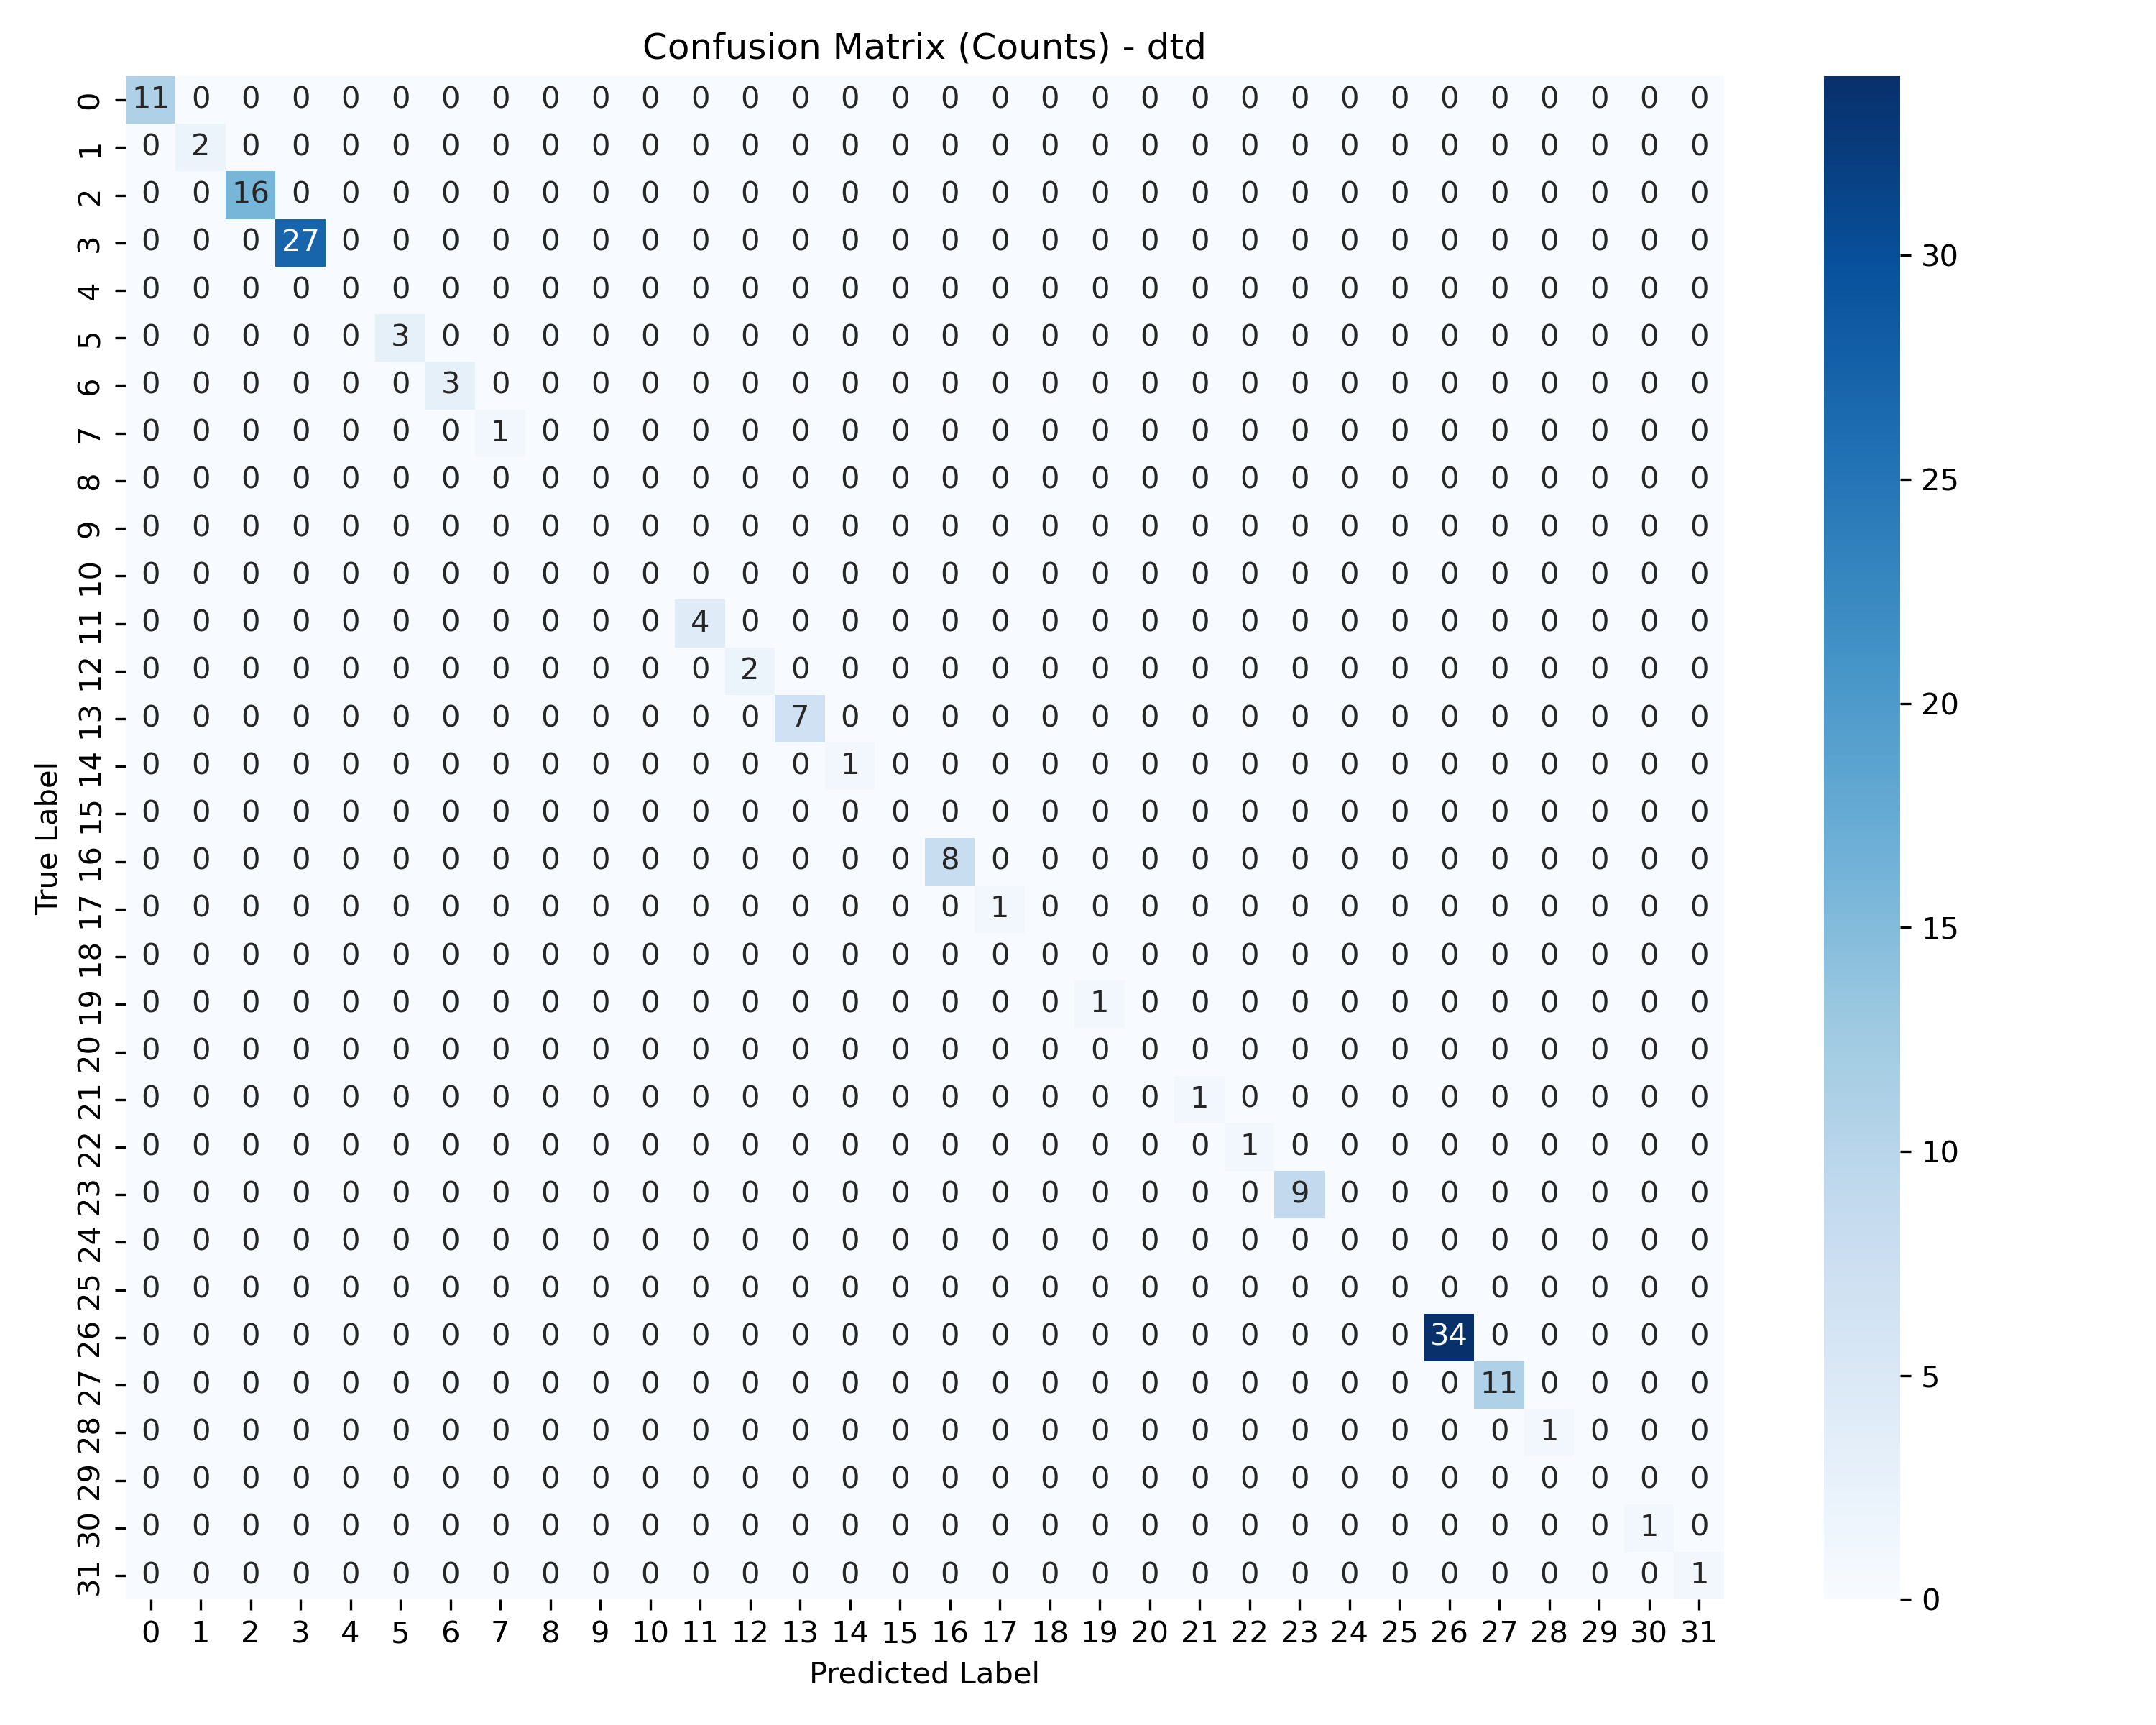 Confusion Matrix (Counts) - dtd
0 11 0 0 0 0 0 0 0 0 0 0 0 0 0 0 0 0 0 0 0 0 0 0 0 0 0 0 0 0 0 0 0
1 0 2 0 0 0 0 0 0 0 0 0 0 0 0 0 0 0 0 0 0 0 0 0 0 0 0 0 0 0 0 0 0
2 0 0 16 0 0 0 0 0 0 0 0 0 0 0 0 0 0 0 0 0 0 0 0 0 0 0 0 0 0 0 0 0
3 0 0 0 27 0 0 0 0 0 0 0 0 0 0 0 0 0 0 0 0 0 0 0 0 0 0 0 0 0 0 0 0
4 0 0 0 0 0 0 0 0 0 0 0 0 0 0 0 0 0 0 0 0 0 0 0 0 0 0 0 0 0 0 0 0
5 0 0 0 0 0 3 0 0 0 0 0 0 0 0 0 0 0 0 0 0 0 0 0 0 0 0 0 0 0 0 0 0
6 0 0 0 0 0 0 3 0 0 0 0 0 0 0 0 0 0 0 0 0 0 0 0 0 0 0 0 0 0 0 0 0
7 0 0 0 0 0 0 0 1 0 0 0 0 0 0 0 0 0 0 0 0 0 0 0 0 0 0 0 0 0 0 0 0
8 0 0 0 0 0 0 0 0 0 0 0 0 0 0 0 0 0 0 0 0 0 0 0 0 0 0 0 0 0 0 0 0
9 0 0 0 0 0 0 0 0 0 0 0 0 0 0 0 0 0 0 0 0 0 0 0 0 0 0 0 0 0 0 0 0
10 0 0 0 0 0 0 0 0 0 0 0 0 0 0 0 0 0 0 0 0 0 0 0 0 0 0 0 0 0 0 0 0
11 0 0 0 0 0 0 0 0 0 0 0 4 0 0 0 0 0 0 0 0 0 0 0 0 0 0 0 0 0 0 0 0
12 0 0 0 0 0 0 0 0 0 0 0 0 2 0 0 0 0 0 0 0 0 0 0 0 0 0 0 0 0 0 0 0
13 0 0 0 0 0 0 0 0 0 0 0 0 0 7 0 0 0 0 0 0 0 0 0 0 0 0 0 0 0 0 0 0
14 0 0 0 0 0 0 0 0 0 0 0 0 0 0 1 0 0 0 0 0 0 0 0 0 0 0 0 0 0 0 0 0
15 0 0 0 0 0 0 0 0 0 0 0 0 0 0 0 0 0 0 0 0 0 0 0 0 0 0 0 0 0 0 0 0
16 0 0 0 0 0 0 0 0 0 0 0 0 0 0 0 0 8 0 0 0 0 0 0 0 0 0 0 0 0 0 0 0
17 0 0 0 0 0 0 0 0 0 0 0 0 0 0 0 0 0 1 0 0 0 0 0 0 0 0 0 0 0 0 0 0
18 0 0 0 0 0 0 0 0 0 0 0 0 0 0 0 0 0 0 0 0 0 0 0 0 0 0 0 0 0 0 0 0
19 0 0 0 0 0 0 0 0 0 0 0 0 0 0 0 0 0 0 0 1 0 0 0 0 0 0 0 0 0 0 0 0
20 0 0 0 0 0 0 0 0 0 0 0 0 0 0 0 0 0 0 0 0 0 0 0 0 0 0 0 0 0 0 0 0
21 0 0 0 0 0 0 0 0 0 0 0 0 0 0 0 0 0 0 0 0 0 1 0 0 0 0 0 0 0 0 0 0
22 0 0 0 0 0 0 0 0 0 0 0 0 0 0 0 0 0 0 0 0 0 0 1 0 0 0 0 0 0 0 0 0
23 0 0 0 0 0 0 0 0 0 0 0 0 0 0 0 0 0 0 0 0 0 0 0 9 0 0 0 0 0 0 0 0
24 0 0 0 0 0 0 0 0 0 0 0 0 0 0 0 0 0 0 0 0 0 0 0 0 0 0 0 0 0 0 0 0
25 0 0 0 0 0 0 0 0 0 0 0 0 0 0 0 0 0 0 0 0 0 0 0 0 0 0 0 0 0 0 0 0
26 0 0 0 0 0 0 0 0 0 0 0 0 0 0 0 0 0 0 0 0 0 0 0 0 0 0 34 0 0 0 0 0
27 0 0 0 0 0 0 0 0 0 0 0 0 0 0 0 0 0 0 0 0 0 0 0 0 0 0 0 11 0 0 0 0
28 0 0 0 0 0 0 0 0 0 0 0 0 0 0 0 0 0 0 0 0 0 0 0 0 0 0 0 0 1 0 0 0
29 0 0 0 0 0 0 0 0 0 0 0 0 0 0 0 0 0 0 0 0 0 0 0 0 0 0 0 0 0 0 0 0
30 0 0 0 0 0 0 0 0 0 0 0 0 0 0 0 0 0 0 0 0 0 0 0 0 0 0 0 0 0 0 1 0
31 0 0 0 0 0 0 0 0 0 0 0 0 0 0 0 0 0 0 0 0 0 0 0 0 0 0 0 0 0 0 0 1
0 1 2 3 4 5 6 7 8 9 10 11 12 13 14 15 16 17 18 19 20 21 22 23 24 25 26 27 28 29 30 31
Predicted Label
True Label
30
25
20
15
10
5
0